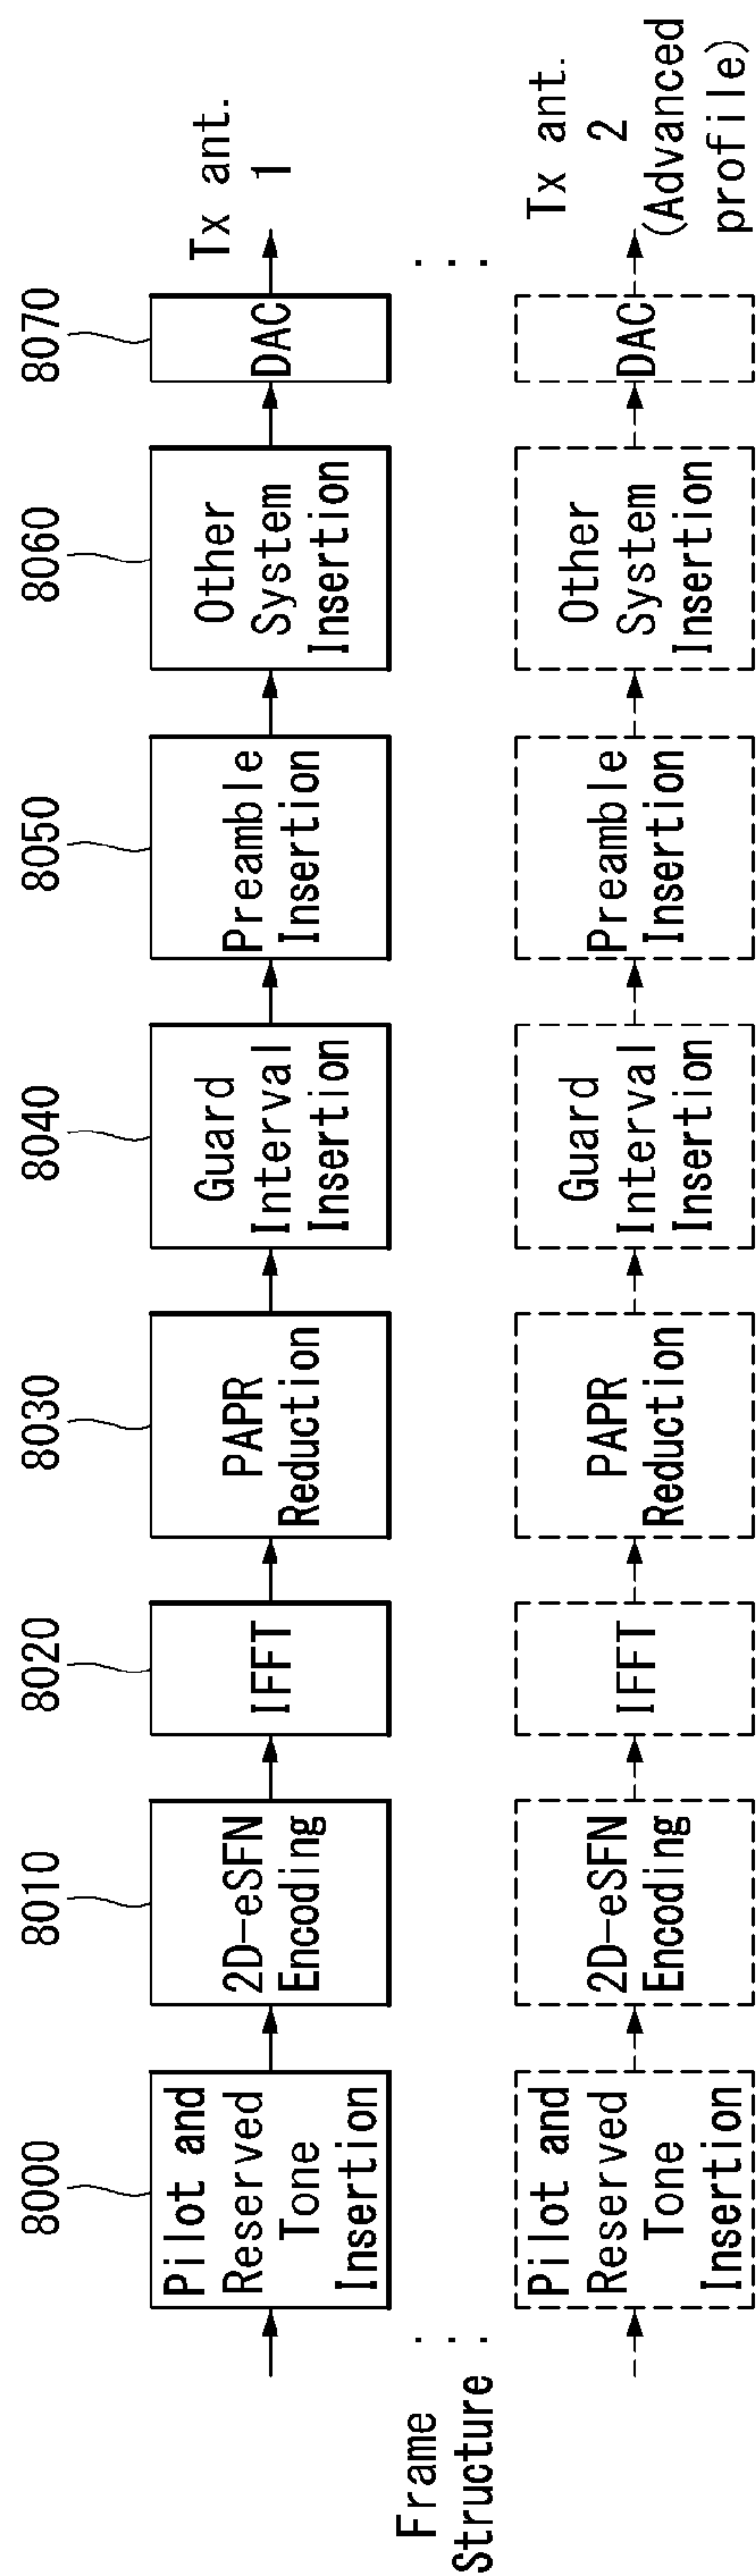 8000
8010
8020
8030
8040
8050
8060
8070
Pilot and
Reserved
Tone
Insertion
2D-eSFN
Encoding
IFFT
PAPR
Reduction
Guard
Interval
Insertion
Preamble
Insertion
Other
System
Insertion
DAC
Tx ant.
1
Frame
Structure
Pilot and
Reserved
Tone
Insertion
2D-eSFN
Encoding
IFFT
PAPR
Reduction
Guard
Interval
Insertion
Preamble
Insertion
Other
System
Insertion
DAC
Tx ant.
2
(Advanced
profile)